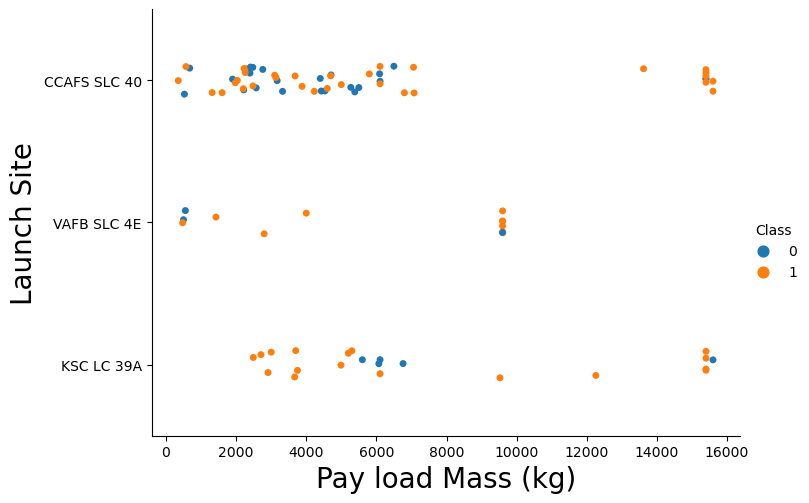 Launch Site
CCAFS SLC 40
VAFB SLC 4E
KSC LC 39A
0 2000 4000 6000 8000 10000 12000 14000 16000
Pay load Mass (kg)
Class
0
1